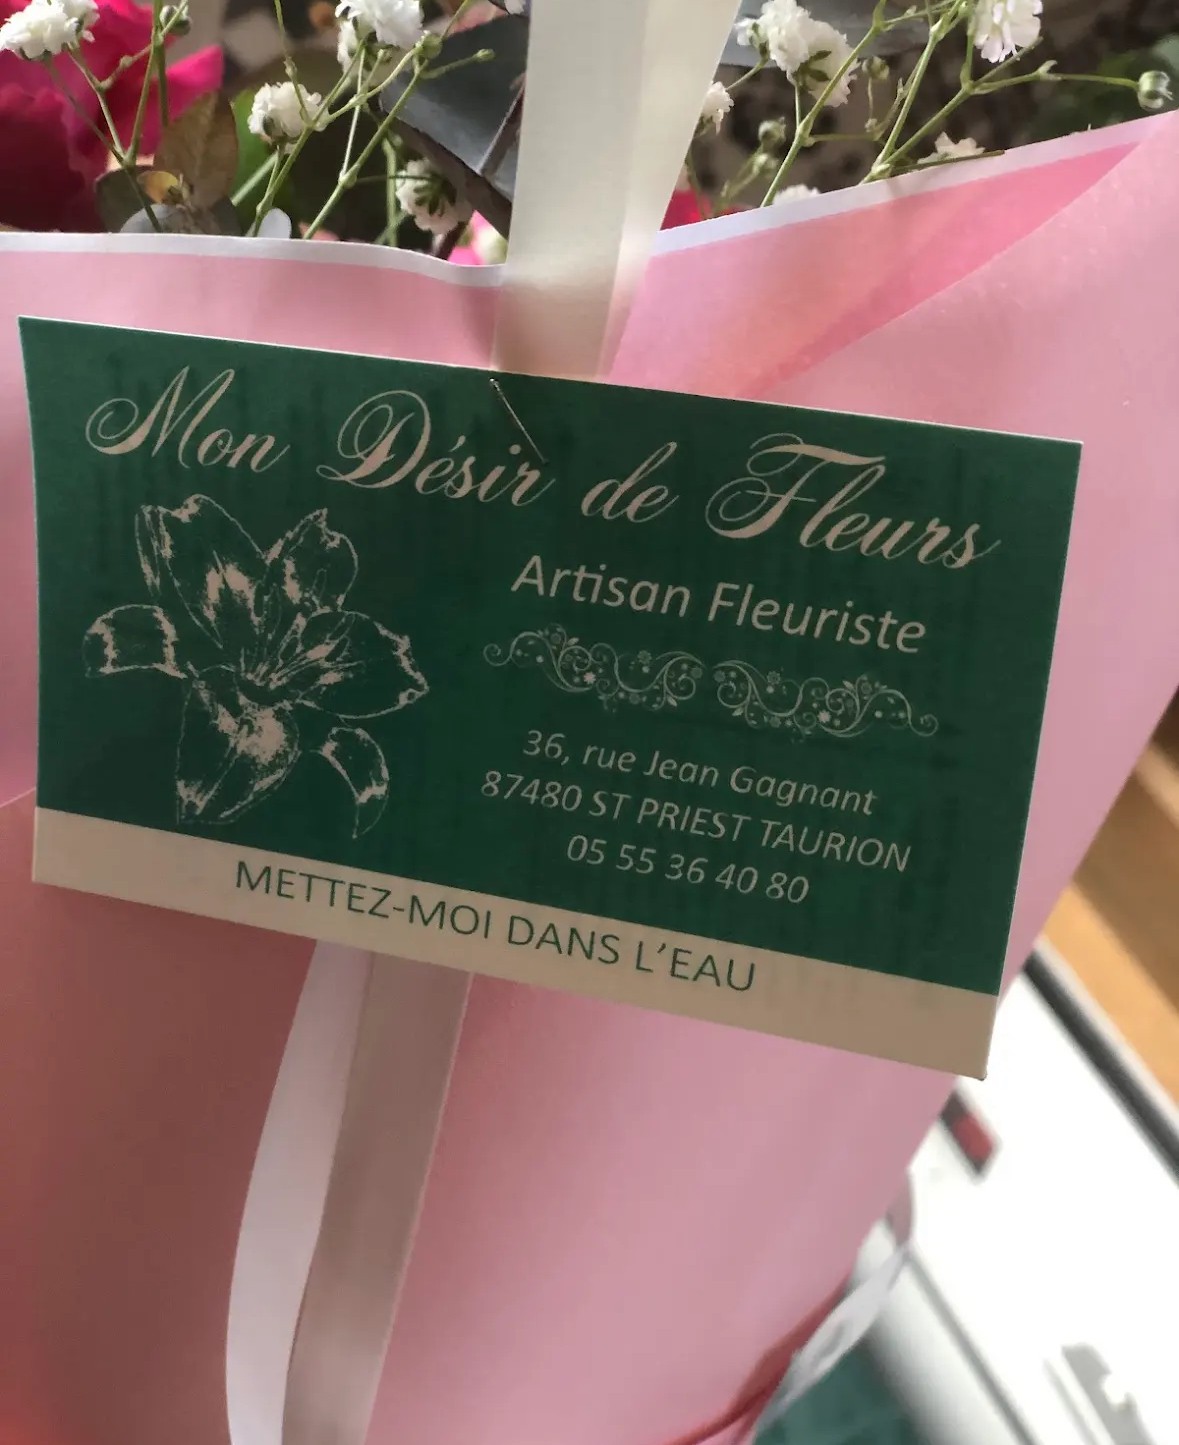 Mon Désir de Fleurs
Artisan Fleuriste
36, rue Jean Gagnant
87480 ST PRIEST TAURION
05 55 36 40 80
METTEZ-MOI DANS L'EAU